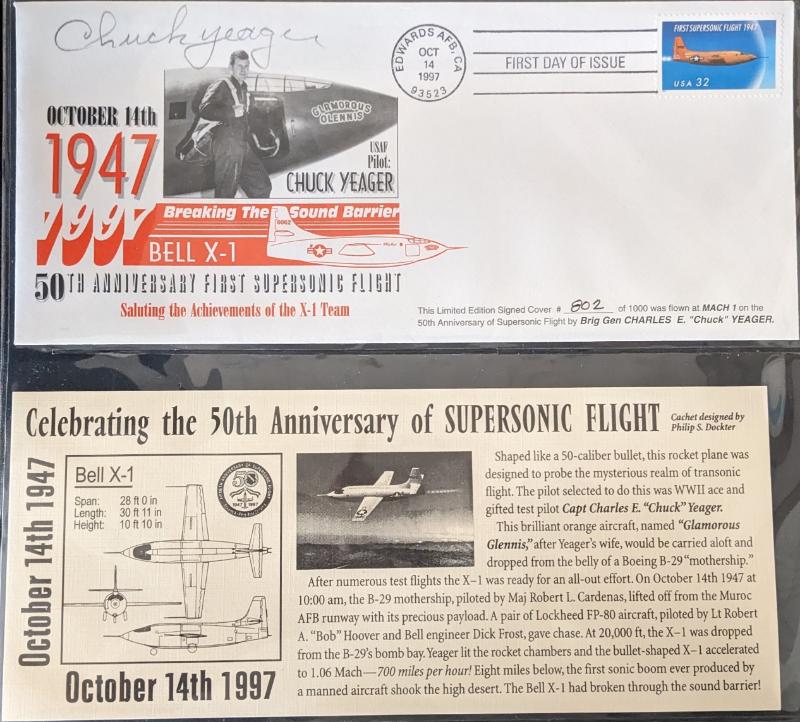 Chuck Yeager
EDWARDS AFB, CA
OCT
14
1997
93523
FIRST DAY OF ISSUE
FIRST SUPERSONIC FLIGHT 1947
USA 32
OCTOBER 14th
1947
GLAMOROUS
GLENNIS
USAF
Pilot:
CHUCK YEAGER
1997
Breaking The Sound Barrier
6062
BELL X-1
50TH ANNIVERSARY FIRST SUPERSONIC FLIGHT
Saluting the Achievements of the X-1 Team
This Limited Edition Signed Cover # 802 of 1000 was flown at MACH 1 on the
50th Anniversary of Supersonic Flight by Brig Gen CHARLES E. "Chuck" YEAGER.
Celebrating the 50th Anniversary of SUPERSONIC FLIGHT
Cachet designed by
Philip S. Dockter
October 14th 1947
Bell X-1
Span: 28 ft 0 in
Length: 30 ft 11 in
Height: 10 ft 10 in
50
1947 1997
October 14th 1997
Shaped like a 50-caliber bullet, this rocket plane was
designed to probe the mysterious realm of transonic
flight. The pilot selected to do this was WWII ace and
gifted test pilot Capt Charles E. "Chuck" Yeager.
This brilliant orange aircraft, named "Glamorous
Glennis," after Yeager's wife, would be carried aloft and
dropped from the belly of a Boeing B-29 "mothership."
After numerous test flights the X–1 was ready for an all-out effort. On October 14th 1947 at
10:00 am, the B-29 mothership, piloted by Maj Robert L. Cardenas, lifted off from the Muroc
AFB runway with its precious payload. A pair of Lockheed FP-80 aircraft, piloted by Lt Robert
A. "Bob" Hoover and Bell engineer Dick Frost, gave chase. At 20,000 ft, the X–1 was dropped
from the B-29's bomb bay. Yeager lit the rocket chambers and the bullet-shaped X–1 accelerated
to 1.06 Mach—700 miles per hour! Eight miles below, the first sonic boom ever produced by
a manned aircraft shook the high desert. The Bell X-1 had broken through the sound barrier!